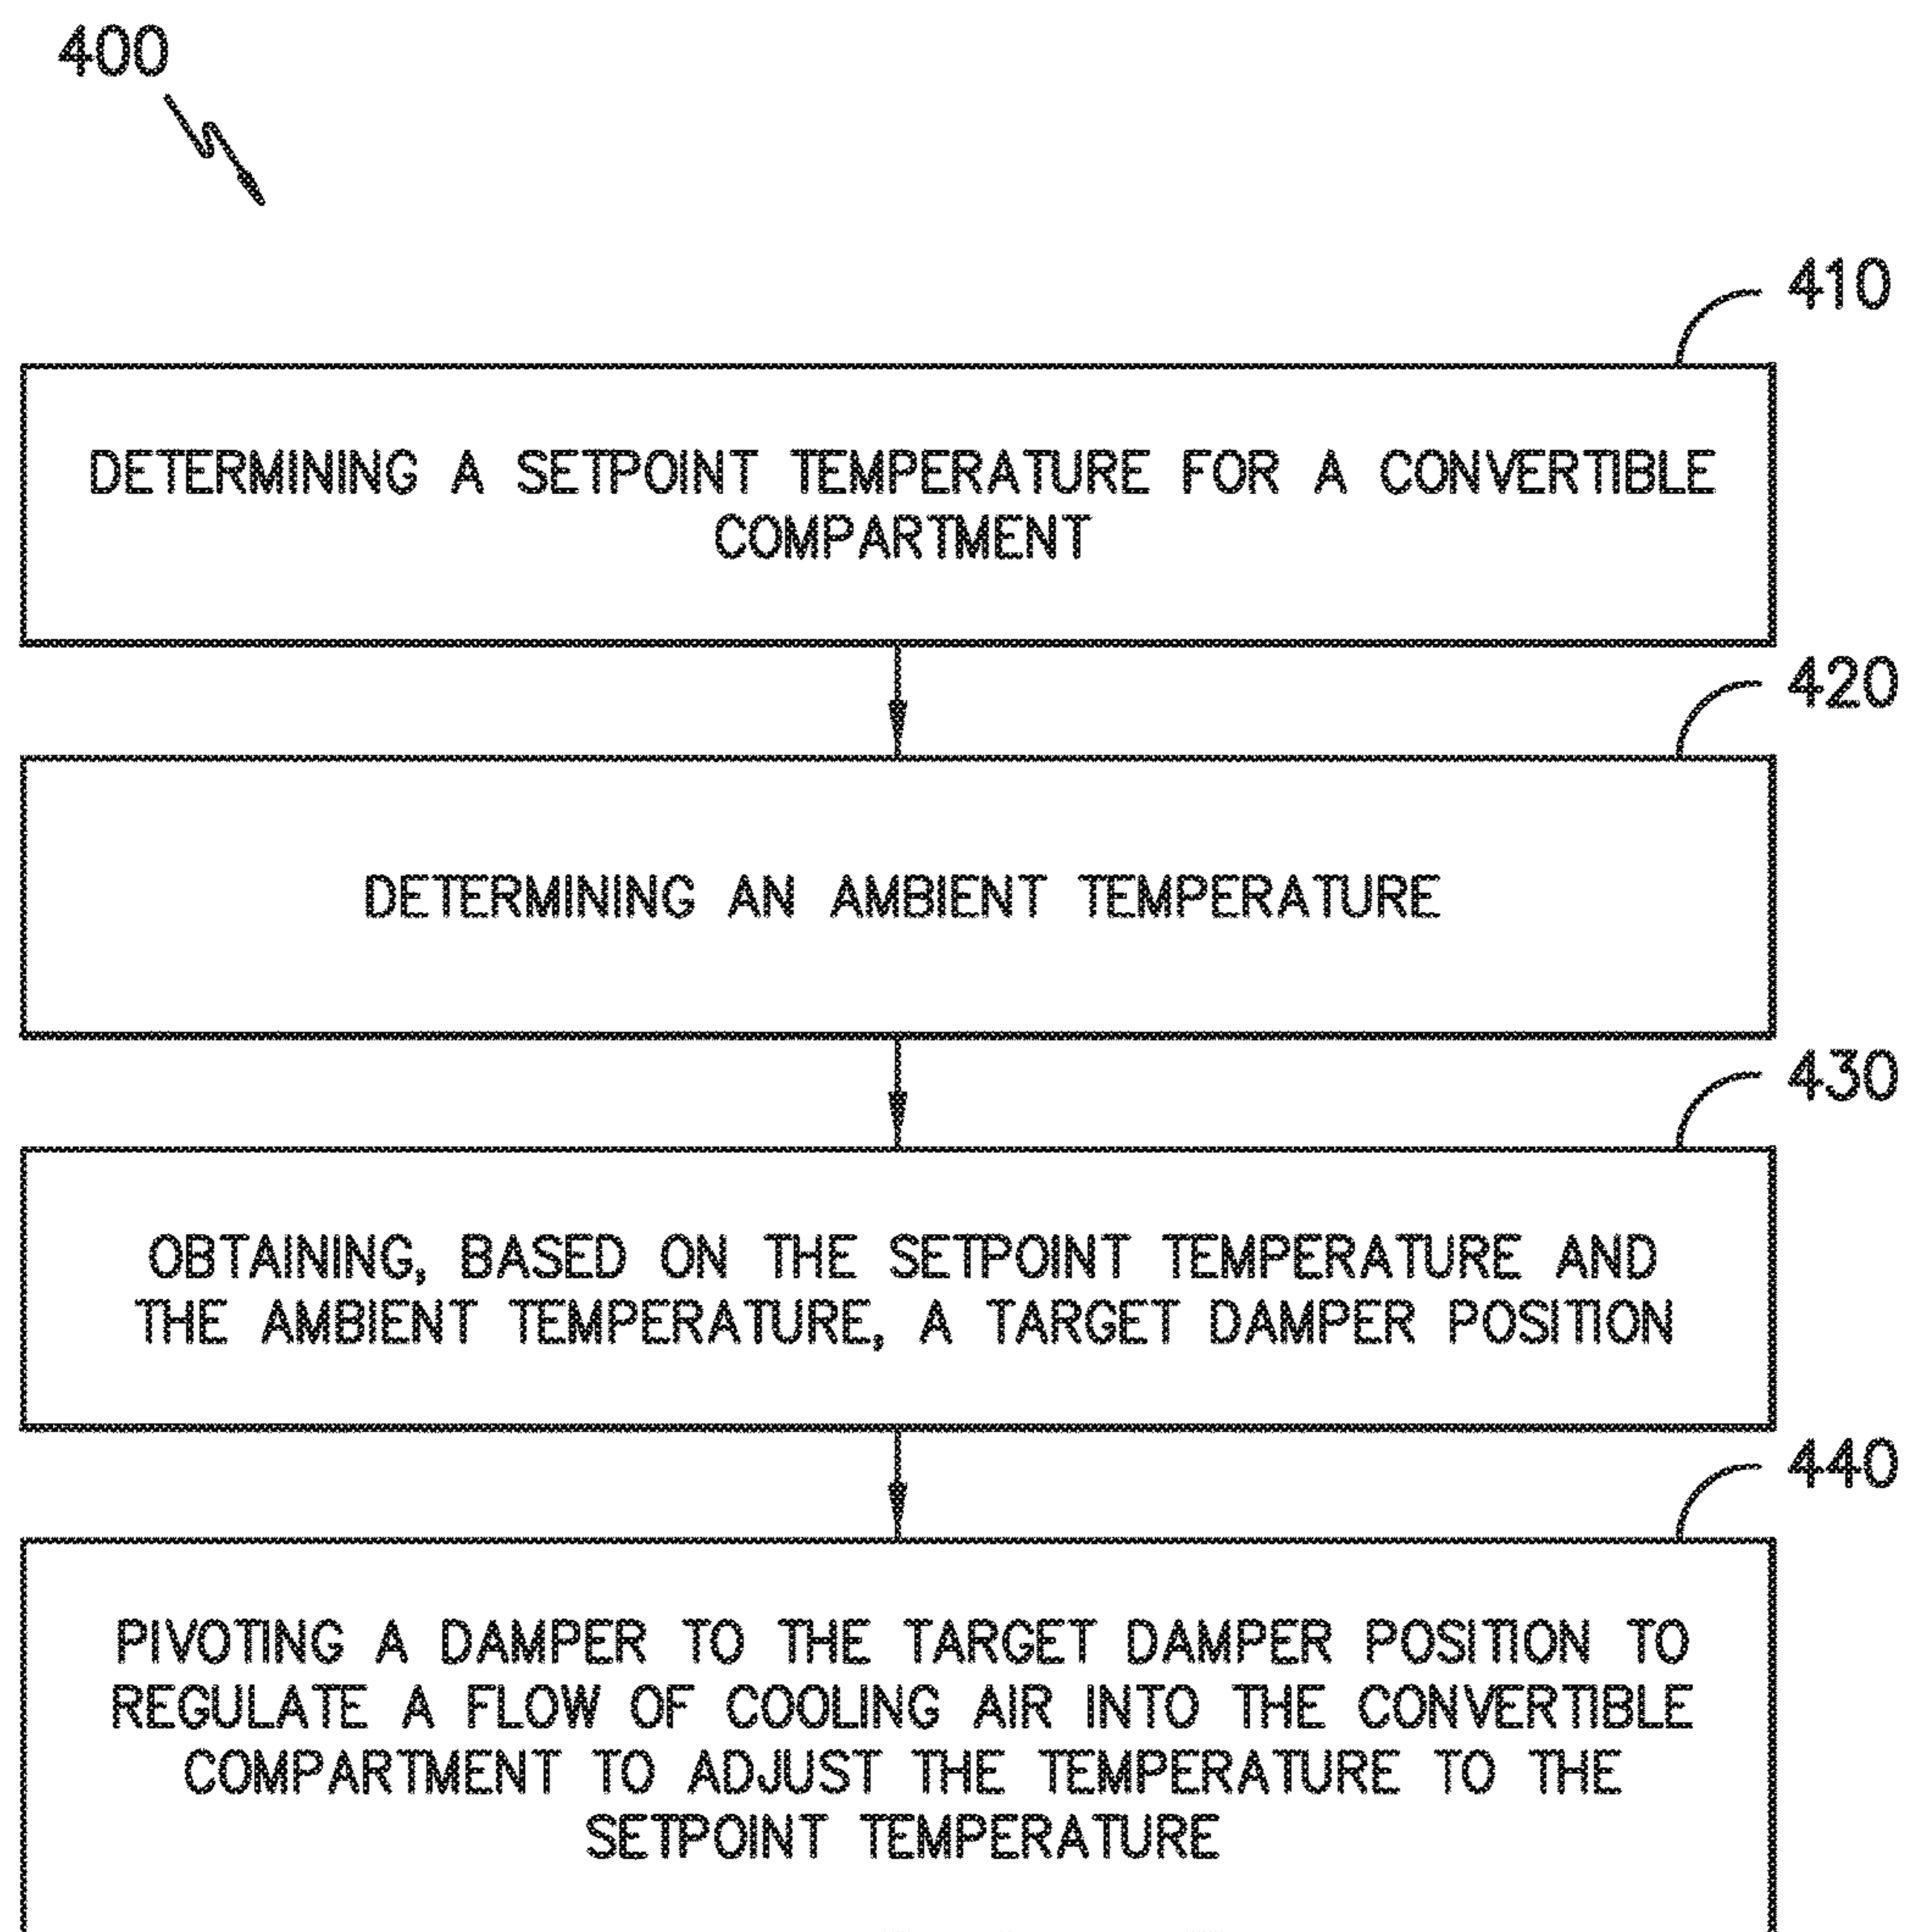 400
410
DETERMINING A SETPOINT TEMPERATURE FOR A CONVERTIBLE
COMPARTMENT
420
DETERMINING AN AMBIENT TEMPERATURE
430
OBTAINING, BASED ON THE SETPOINT TEMPERATURE AND
THE AMBIENT TEMPERATURE, A TARGET DAMPER POSITION
440
PIVOTING A DAMPER TO THE TARGET DAMPER POSITION TO
REGULATE A FLOW OF COOLING AIR INTO THE CONVERTIBLE
COMPARTMENT TO ADJUST THE TEMPERATURE TO THE
SETPOINT TEMPERATURE